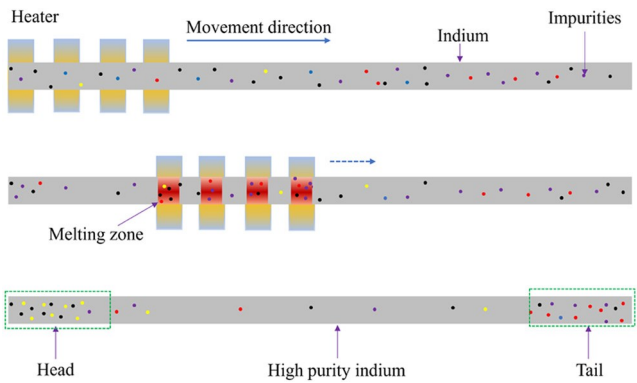 Heater
Movement direction
Indium
Impurities
Melting zone
Head
High purity indium
Tail